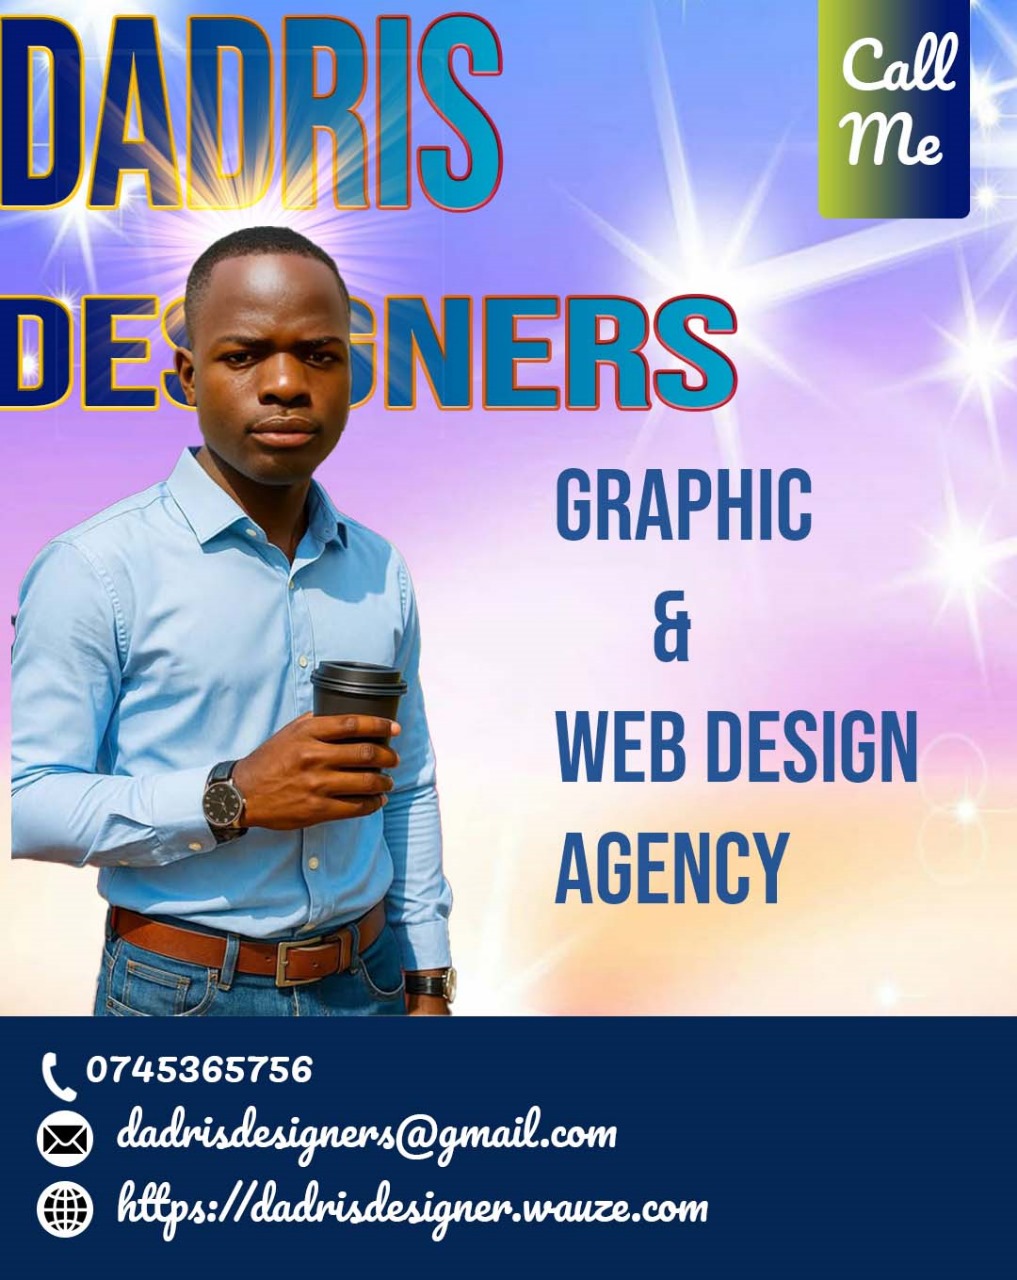 DADRIS
Call
Me
DESIGNERS
GRAPHIC
&
WEB DESIGN
AGENCY
0745365756
dadrisdesigners@gmail.com
https://dadrisdesigner.wauze.com